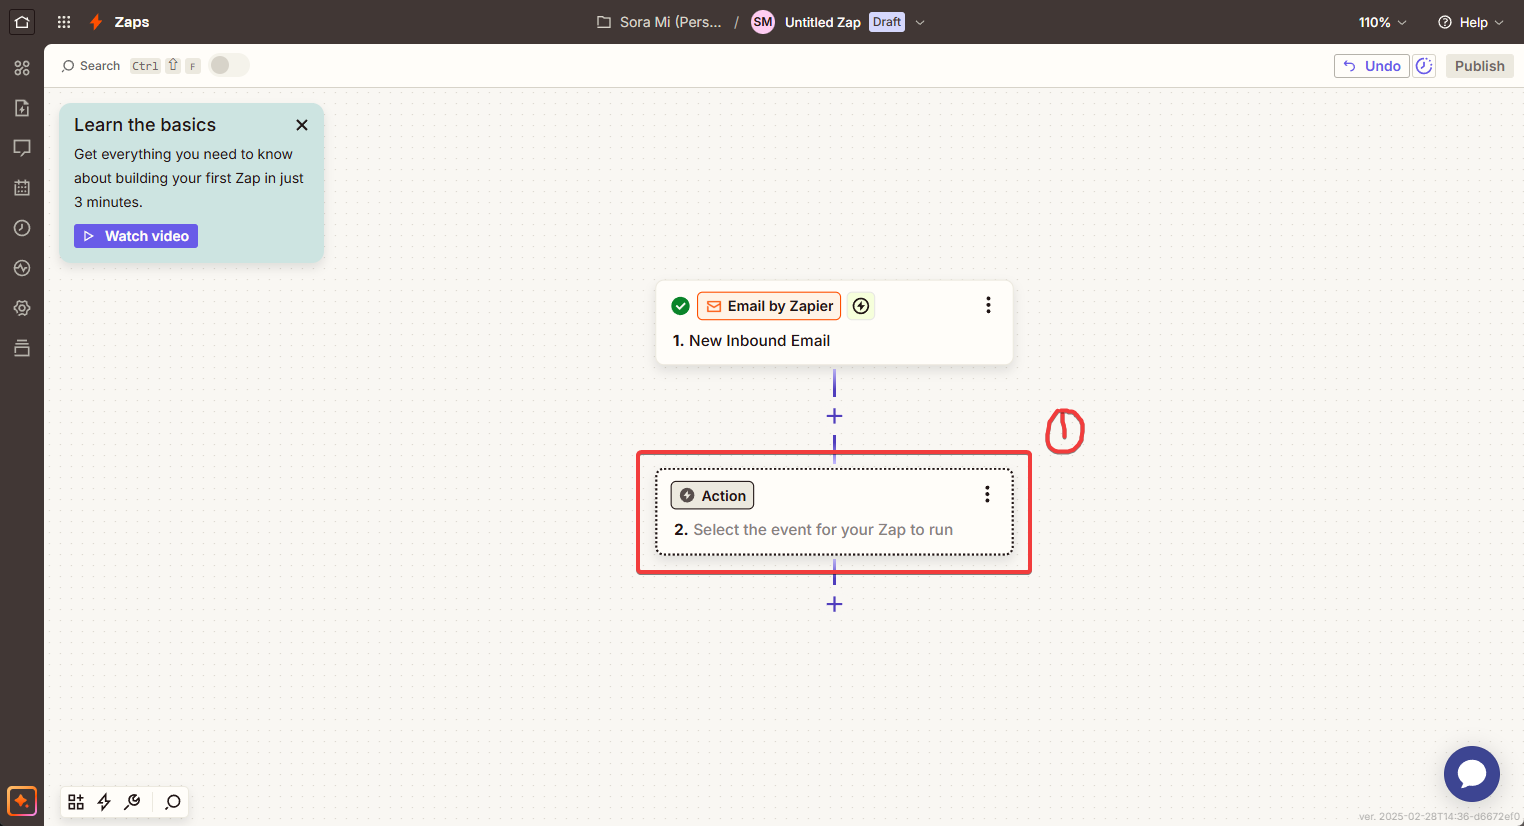 Zaps
Sora Mi (Pers... / SM Untitled Zap Draft
110%
Help
Search Ctrl ⇧ F
Undo
Publish
Learn the basics
Get everything you need to know
about building your first Zap in just
3 minutes.
Watch video
Email by Zapier
1. New Inbound Email
1
Action
2. Select the event for your Zap to run
ver. 2025-02-28T14:36-d6672ef0